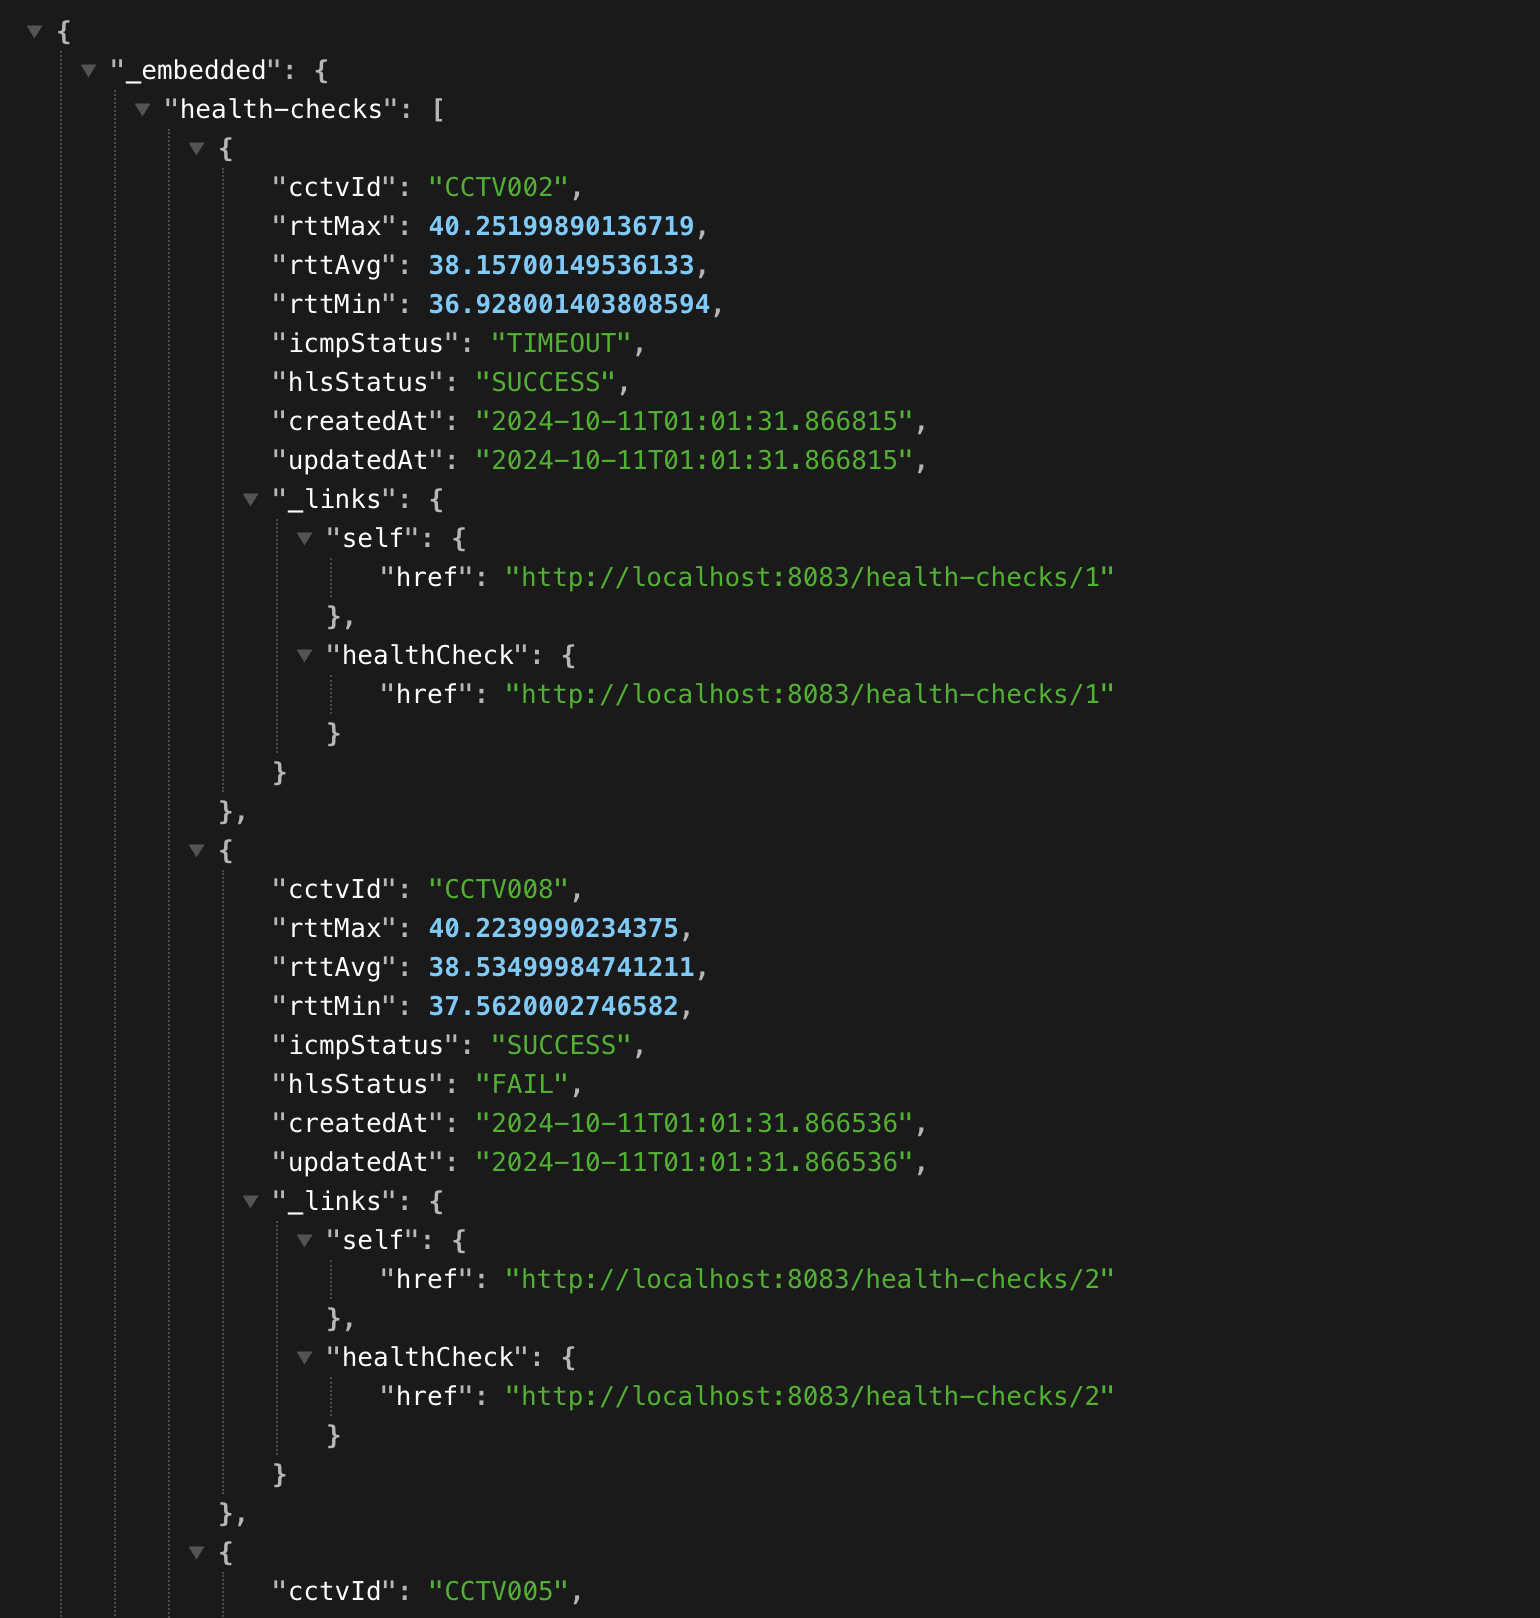 {
"_embedded": {
"health-checks": [
{
"cctvId": "CCTV002",
"rttMax": 40.25199890136719,
"rttAvg": 38.15700149536133,
"rttMin": 36.928001403808594,
"icmpStatus": "TIMEOUT",
"hlsStatus": "SUCCESS",
"createdAt": "2024-10-11T01:01:31.866815",
"updatedAt": "2024-10-11T01:01:31.866815",
"_links": {
"self": {
"href": "http://localhost:8083/health-checks/1"
},
"healthCheck": {
"href": "http://localhost:8083/health-checks/1"
}
}
},
{
"cctvId": "CCTV008",
"rttMax": 40.2239990234375,
"rttAvg": 38.53499984741211,
"rttMin": 37.5620002746582,
"icmpStatus": "SUCCESS",
"hlsStatus": "FAIL",
"createdAt": "2024-10-11T01:01:31.866536",
"updatedAt": "2024-10-11T01:01:31.866536",
"_links": {
"self": {
"href": "http://localhost:8083/health-checks/2"
},
"healthCheck": {
"href": "http://localhost:8083/health-checks/2"
}
}
},
{
"cctvId": "CCTV005",